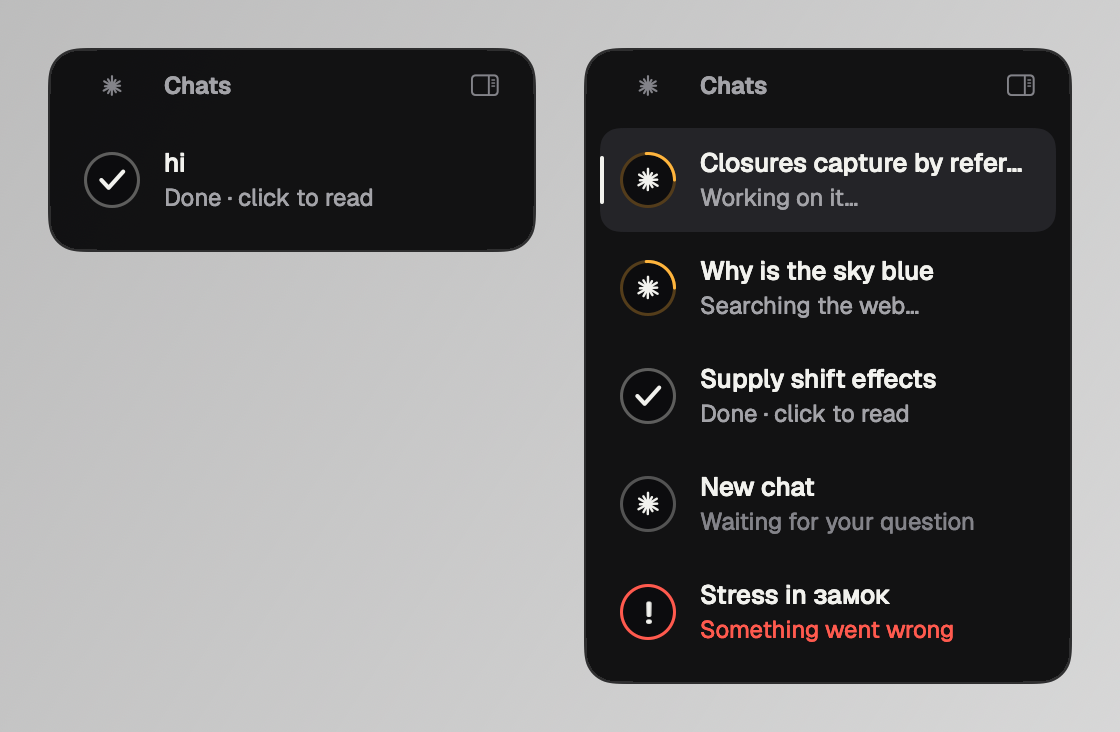 Chats
hi
Done · click to read
Chats
Closures capture by refer...
Working on it...
Why is the sky blue
Searching the web...
Supply shift effects
Done · click to read
New chat
Waiting for your question
Stress in замок
Something went wrong